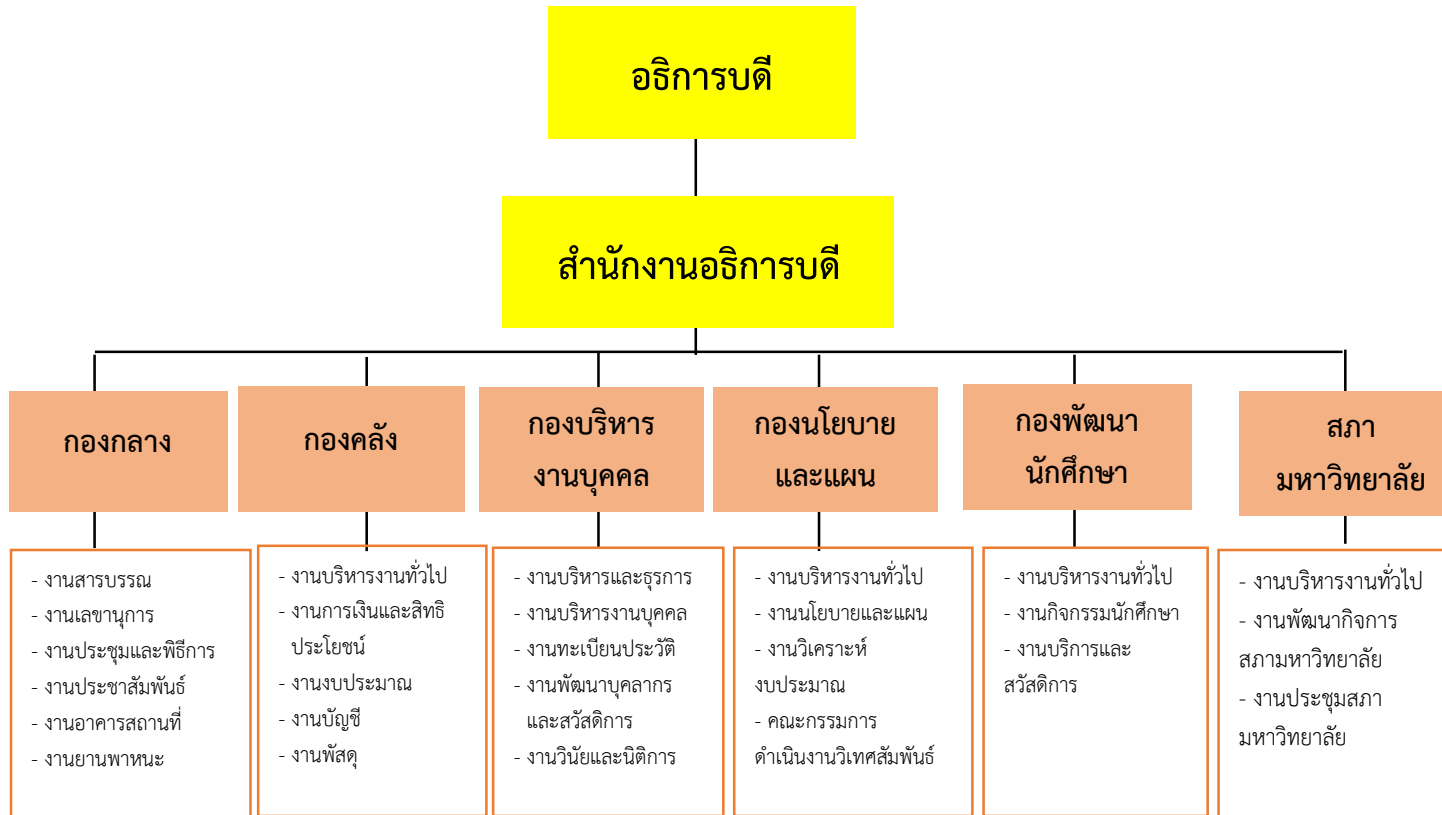 อธิการบดี
สำนักงานอธิการบดี
กองกลาง
- งานสารบรรณ
- งานเลขานุการ
- งานประชุมและพิธีการ
- งานประชาสัมพันธ์
- งานอาคารสถานที่
- งานยานพาหนะ
กองคลัง
- งานบริหารงานทั่วไป
- งานการเงินและสิทธิ
ประโยชน์
- งานงบประมาณ
- งานบัญชี
- งานพัสดุ
กองบริหาร
งานบุคคล
- งานบริหารและธุรการ
- งานบริหารงานบุคคล
- งานทะเบียนประวัติ
- งานพัฒนาบุคลากร
และสวัสดิการ
- งานวินัยและนิติการ
กองนโยบาย
และแผน
- งานบริหารงานทั่วไป
- งานนโยบายและแผน
- งานวิเคราะห์
งบประมาณ
- คณะกรรมการ
ดำเนินงานวิเทศสัมพันธ์
กองพัฒนา
นักศึกษา
- งานบริหารงานทั่วไป
- งานกิจกรรมนักศึกษา
- งานบริการและ
สวัสดิการ
สภา
มหาวิทยาลัย
- งานบริหารงานทั่วไป
- งานพัฒนากิจการ
สภามหาวิทยาลัย
- งานประชุมสภา
มหาวิทยาลัย